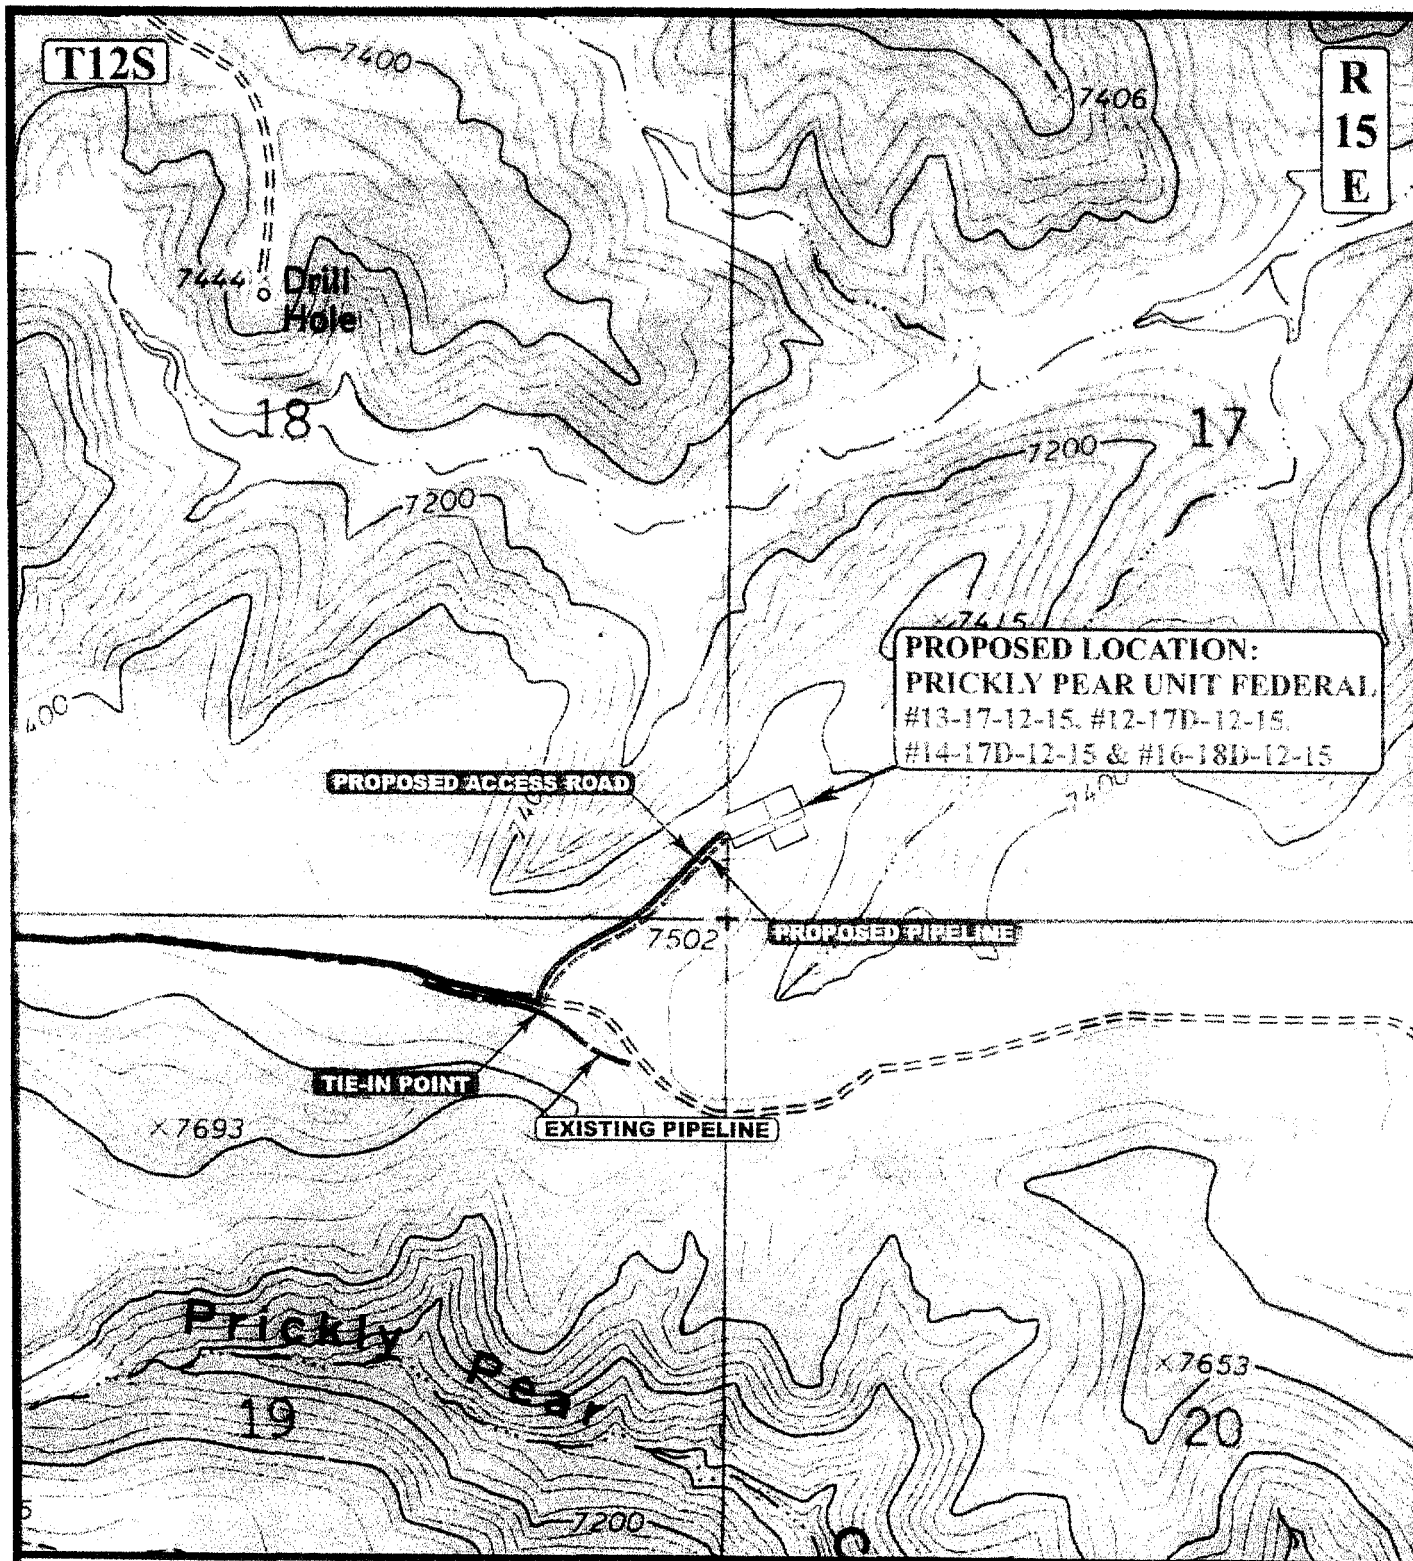 T12S
R
15
E
7400
7406
7444
Drill
Hole
18
17
7200
7200
7415
PROPOSED LOCATION:
PRICKLY PEAR UNIT FEDERAL
#13-17-12-15, #12-17D-12-15,
#14-17D-12-15 & #16-18D-12-15
400
PROPOSED ACCESS ROAD
7400
7502
PROPOSED PIPELINE
TIE-IN POINT
EXISTING PIPELINE
7693
Prickly
Pear
7653
19
20
7200
C